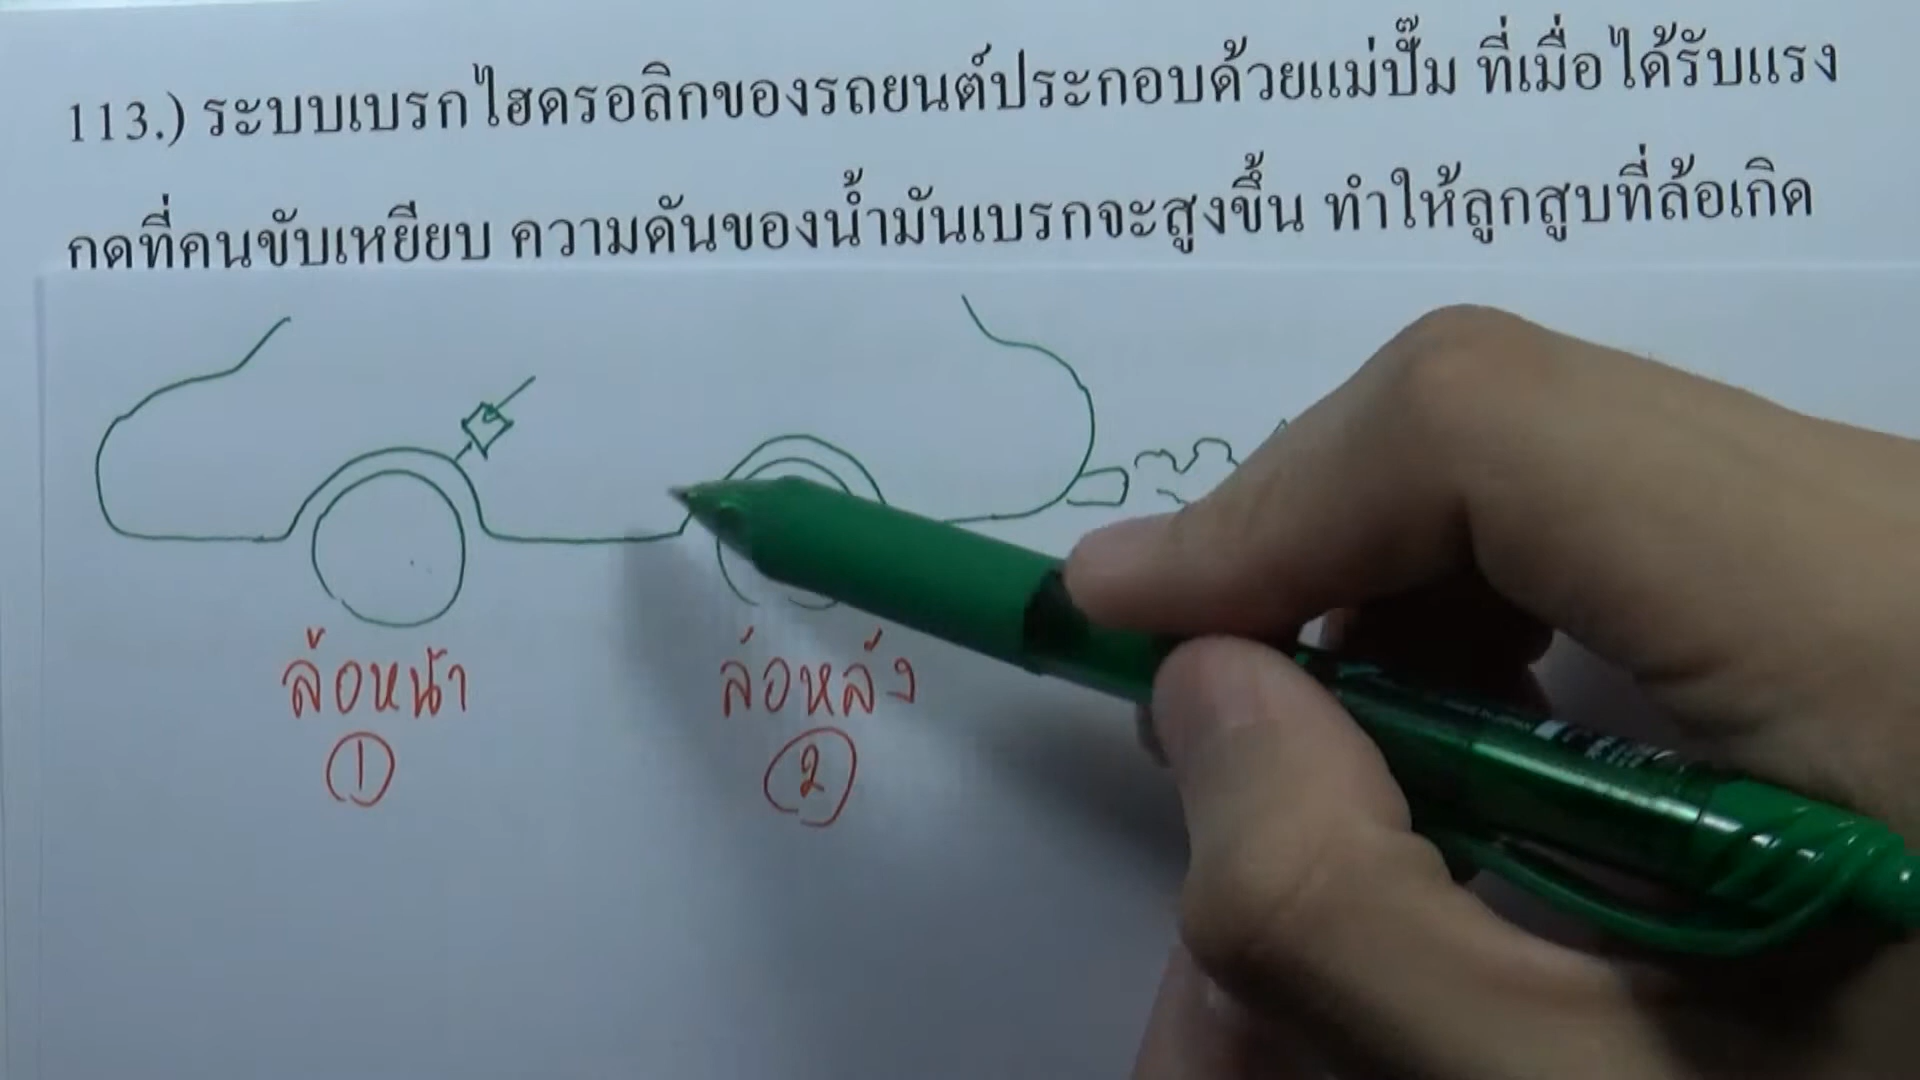 113.) ระบบเบรกไฮดรอลิกของรถยนต์ประกอบด้วยแม่ปั๊ม ที่เมื่อได้รับแรง
กดที่คนขับเหยียบ ความดันของน้ำมันเบรกจะสูงขึ้น ทำให้ลูกสูบที่ล้อเกิด
ล้อหน้า ล้อหลัง
1 2